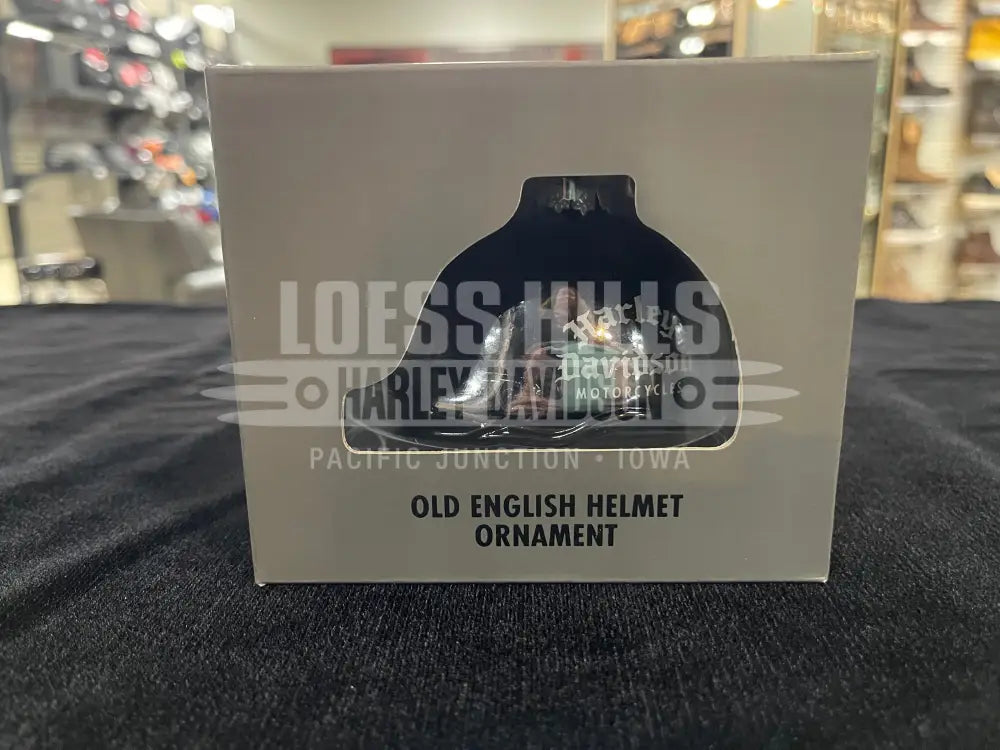 LOESS HILLS
HARLEY-DAVIDSON
PACIFIC JUNCTION • IOWA
Harley
Davidson
MOTORCYCLES
OLD ENGLISH HELMET
ORNAMENT